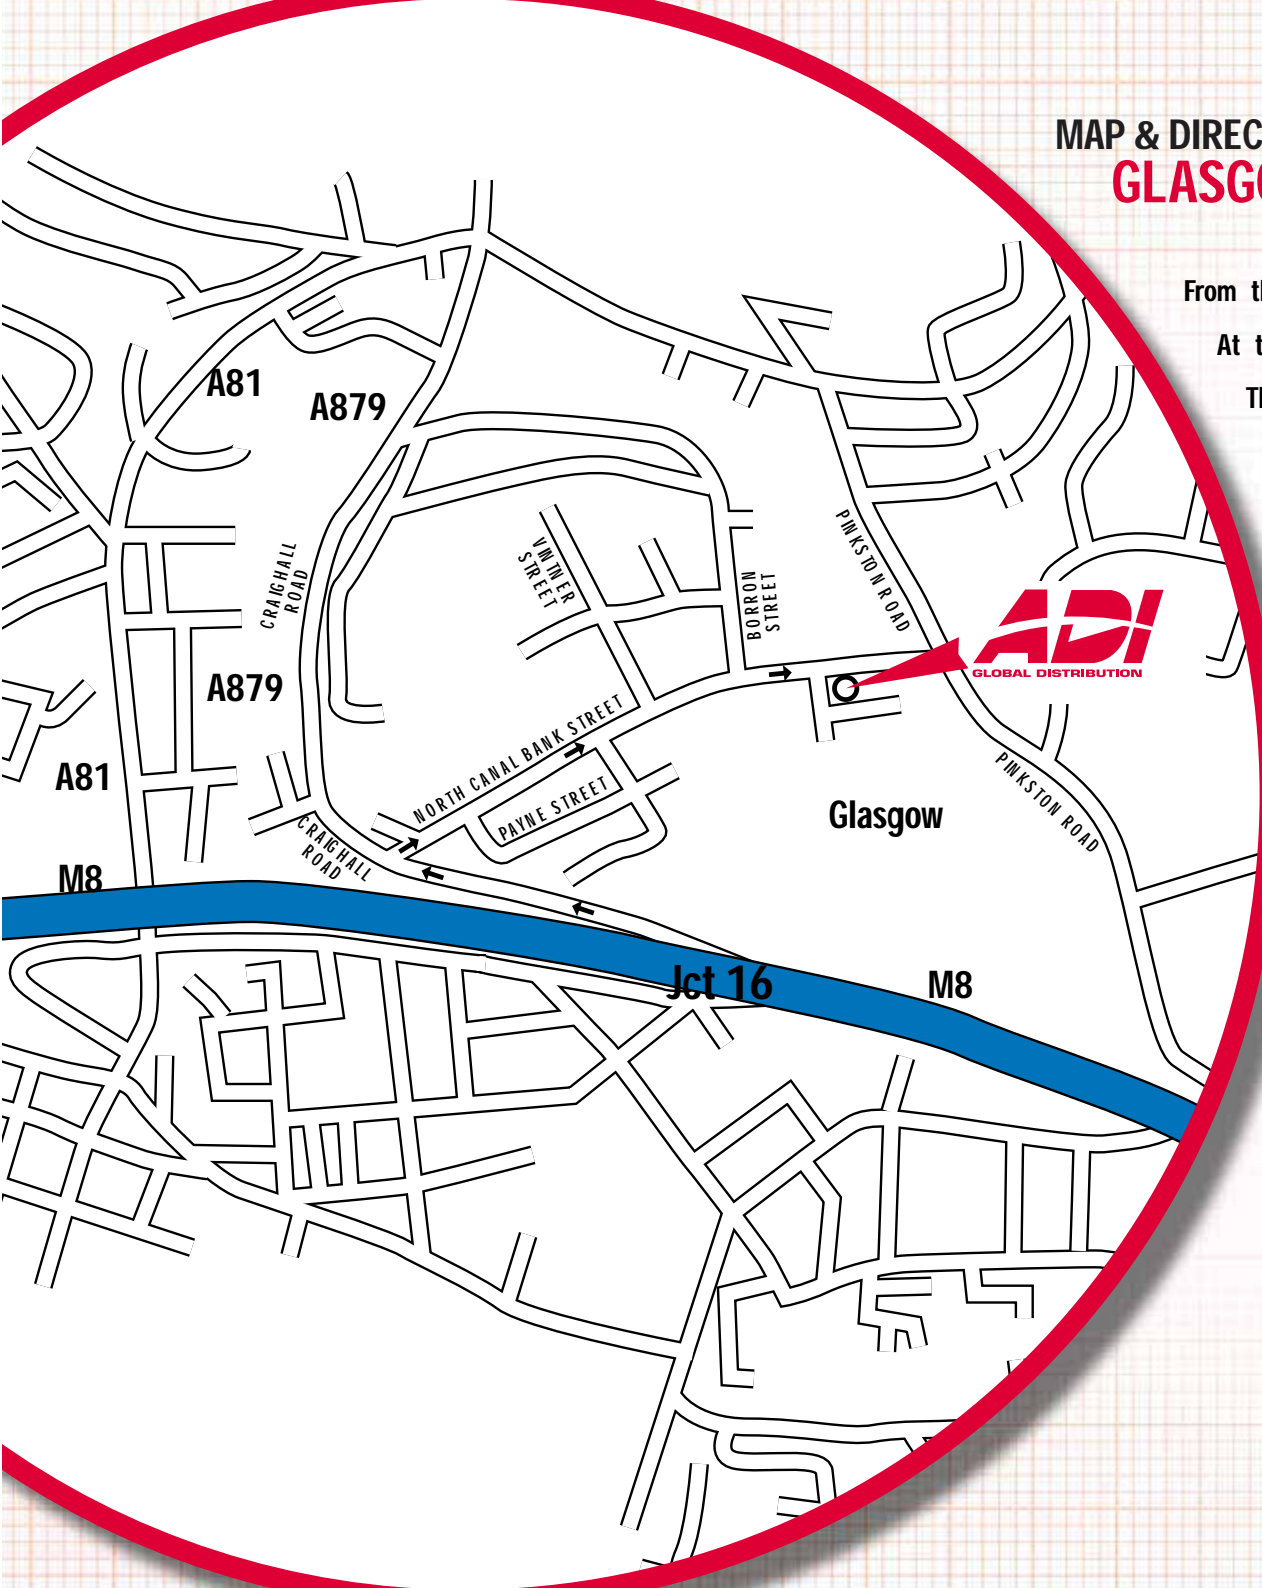 MAP & DIREC
GLASG
From t
At t
A81
A879
CRAIGHALL
ROAD
VINTNER
STREET
PINKSTON ROAD
BORRON
STREET
ADI
GLOBAL DISTRIBUTION
A879
NORTH CANAL BANK STREET
A81
PAYNE STREET
PINKSTON ROAD
Glasgow
CRAIGHALL
ROAD
M8
Jct 16
M8